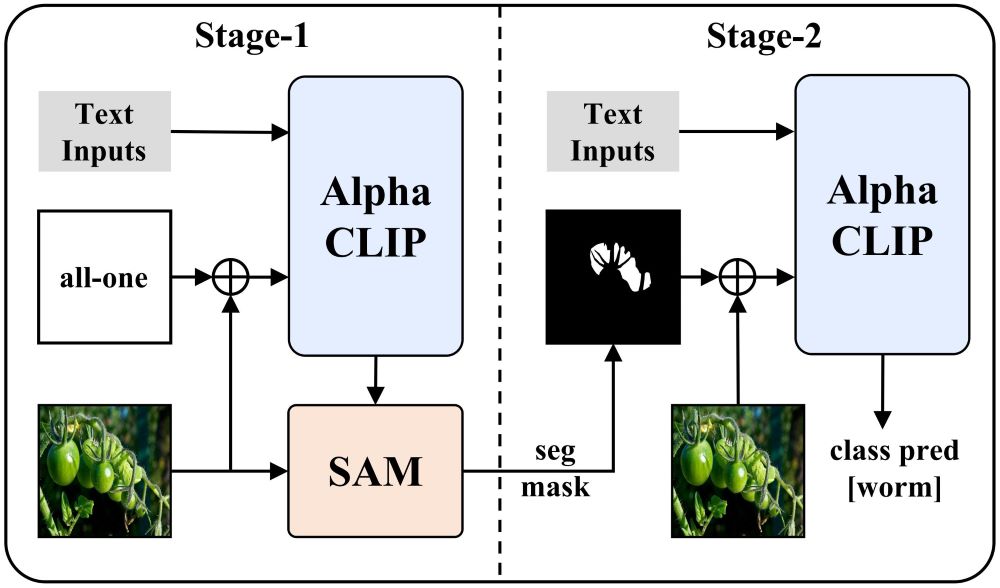 Stage-1
Text
Inputs
Alpha
CLIP
all-one
SAM
seg
mask
Stage-2
Text
Inputs
Alpha
CLIP
class pred
[worm]